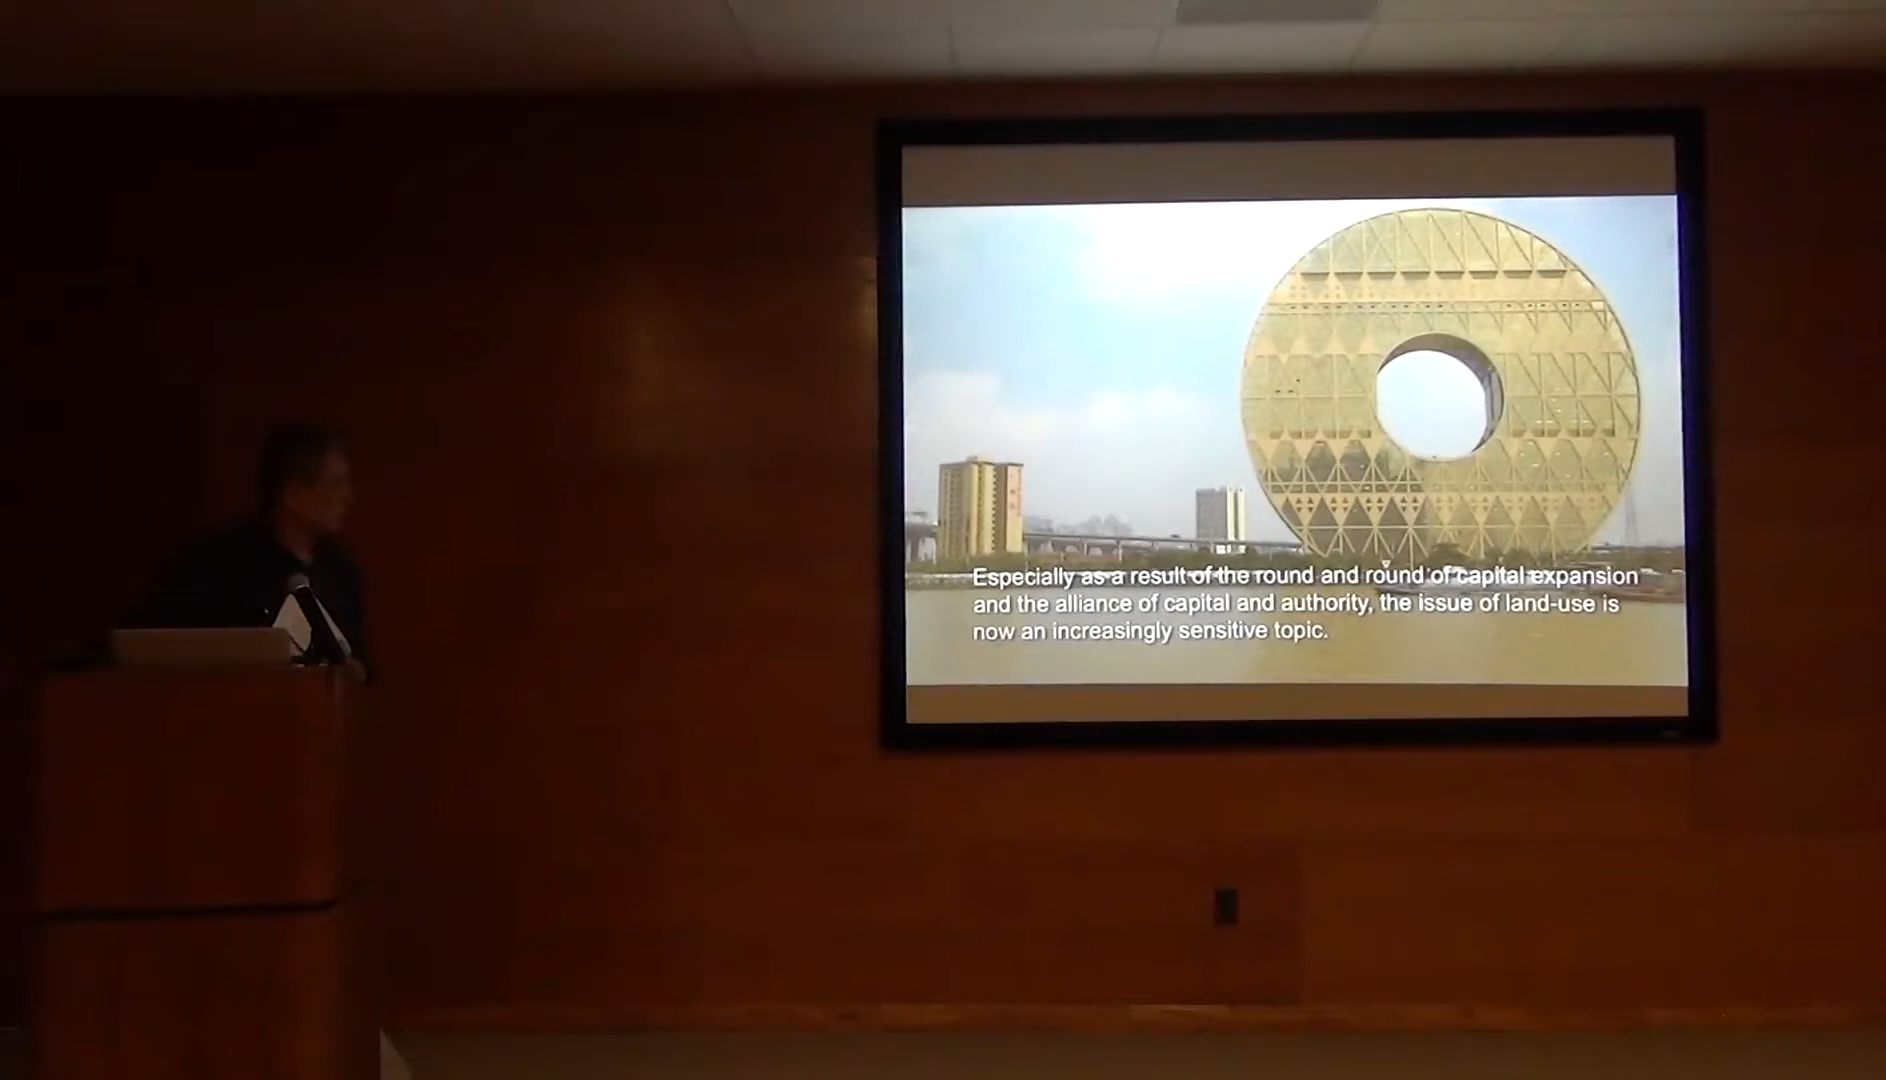 Especially as a result of the round and round of capital expansion
and the alliance of capital and authority, the issue of land-use is
now an increasingly sensitive topic.